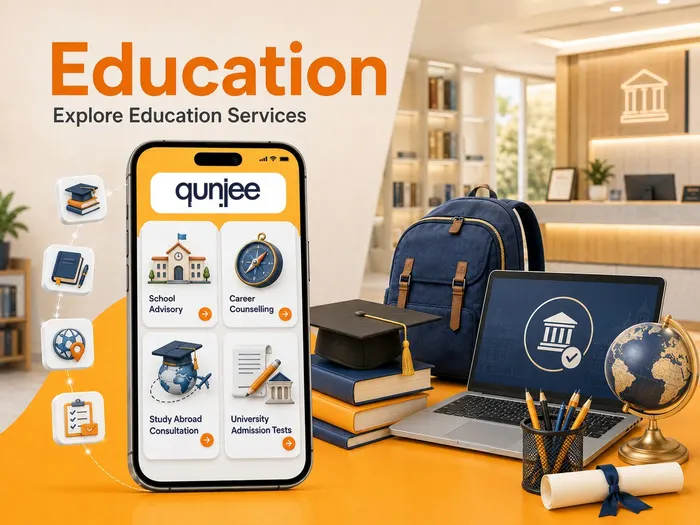 Education
Explore Education Services
qunjee
School
Advisory
Career
Counselling
Study Abroad
Consultation
University
Admission Tests